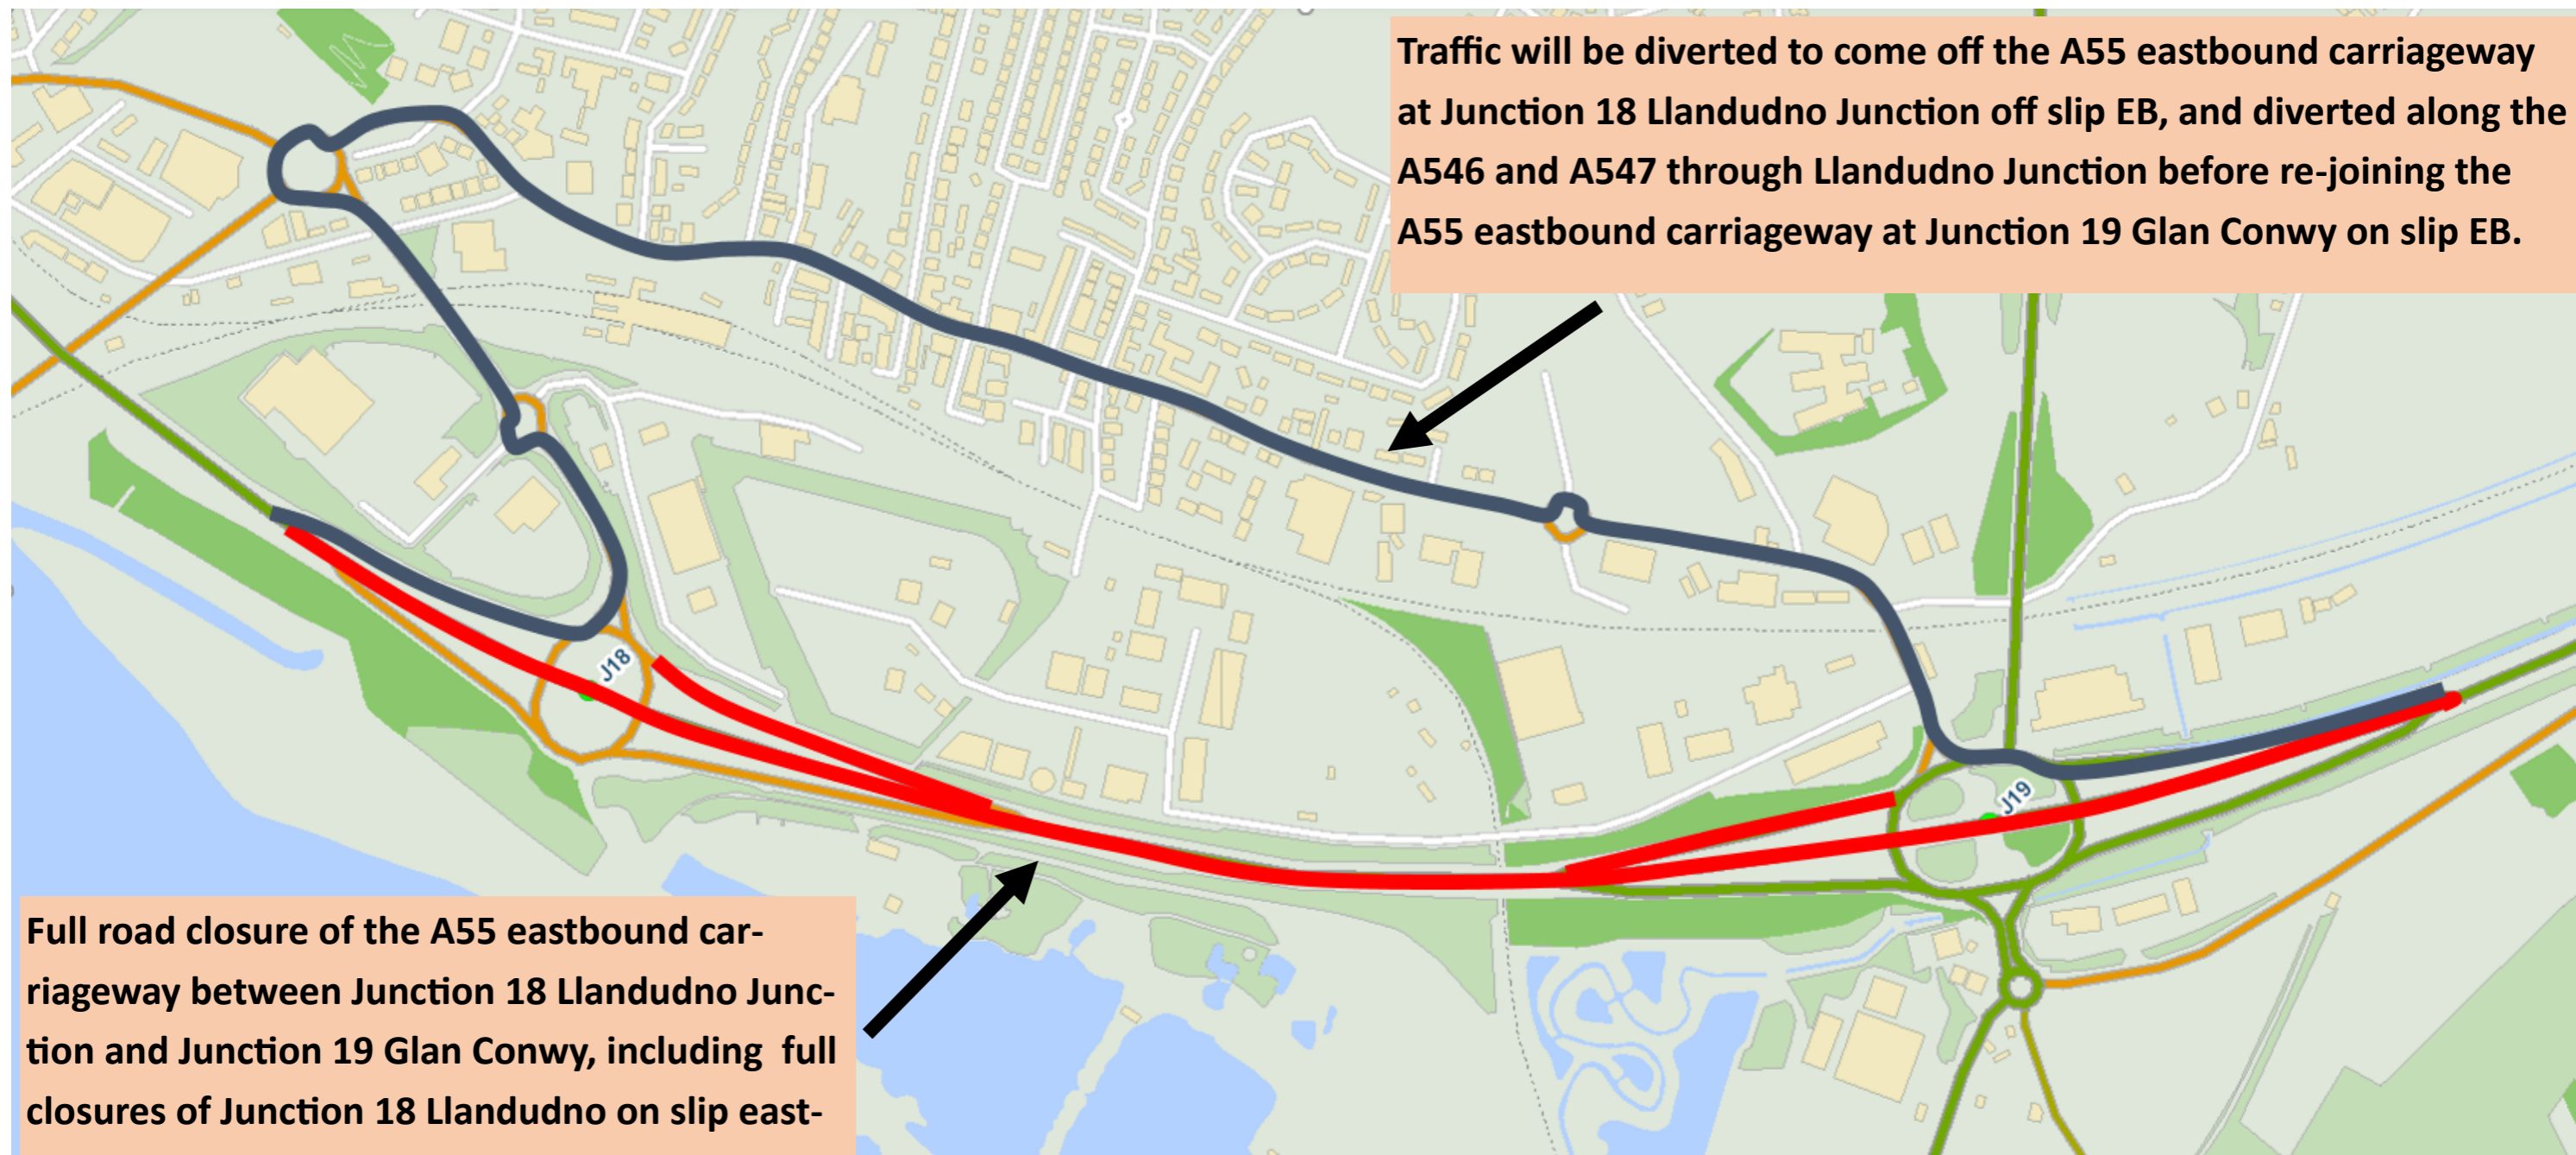 Traffic will be diverted to come off the A55 eastbound carriageway
at Junction 18 Llandudno Junction off slip EB, and diverted along the
A546 and A547 through Llandudno Junction before re-joining the
A55 eastbound carriageway at Junction 19 Glan Conwy on slip EB.
J18
J19
Full road closure of the A55 eastbound car-
riageway between Junction 18 Llandudno Junc-
tion and Junction 19 Glan Conwy, including  full
closures of Junction 18 Llandudno on slip east-